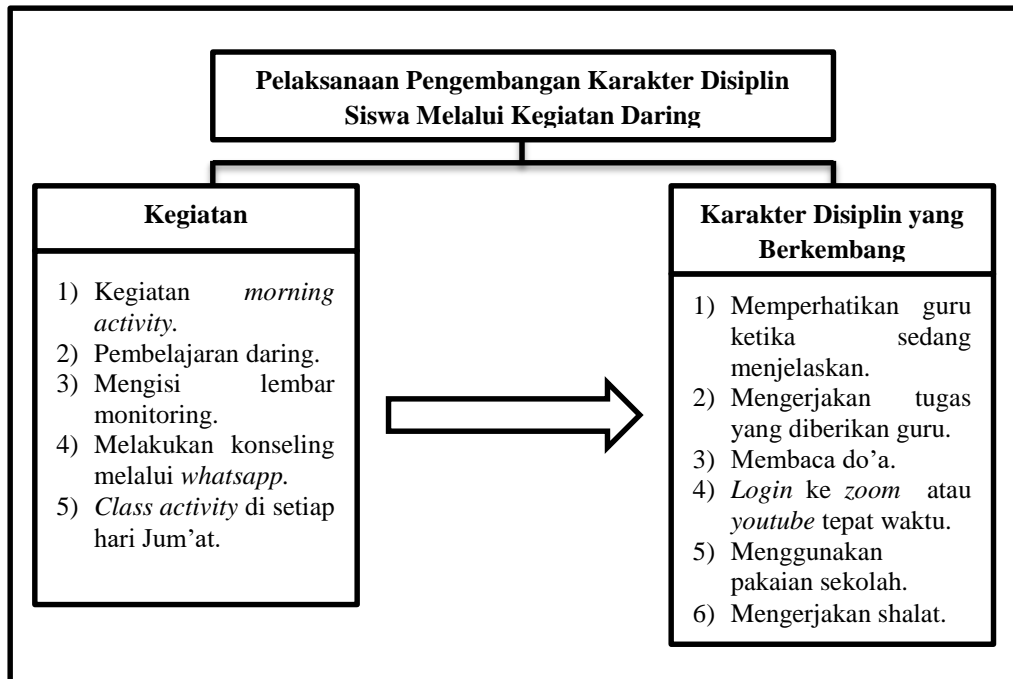 Pelaksanaan Pengembangan Karakter Disiplin
Siswa Melalui Kegiatan Daring
Kegiatan
1) Kegiatan morning
activity.
2) Pembelajaran daring.
3) Mengisi lembar
monitoring.
4) Melakukan konseling
melalui whatsapp.
5) Class activity di setiap
hari Jum’at.
Karakter Disiplin yang
Berkembang
1) Memperhatikan guru
ketika sedang
menjelaskan.
2) Mengerjakan tugas
yang diberikan guru.
3) Membaca do’a.
4) Login ke zoom atau
youtube tepat waktu.
5) Menggunakan
pakaian sekolah.
6) Mengerjakan shalat.